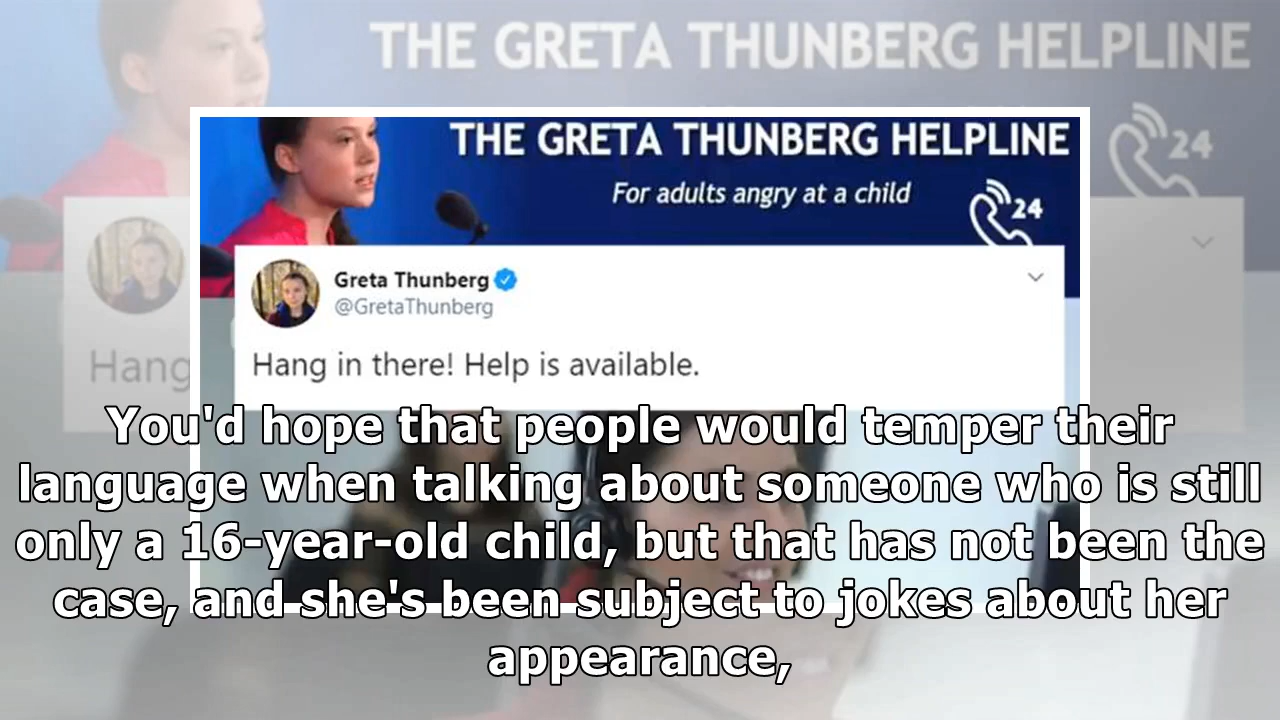 THE GRETA THUNBERG HELPLINE
THE GRETA THUNBERG HELPLINE
For adults angry at a child
24
24
Greta Thunberg
@GretaThunberg
Hang in there! Help is available.
Hang
You'd hope that people would temper their
language when talking about someone who is still
only a 16-year-old child, but that has not been the
case, and she's been subject to jokes about her
appearance,